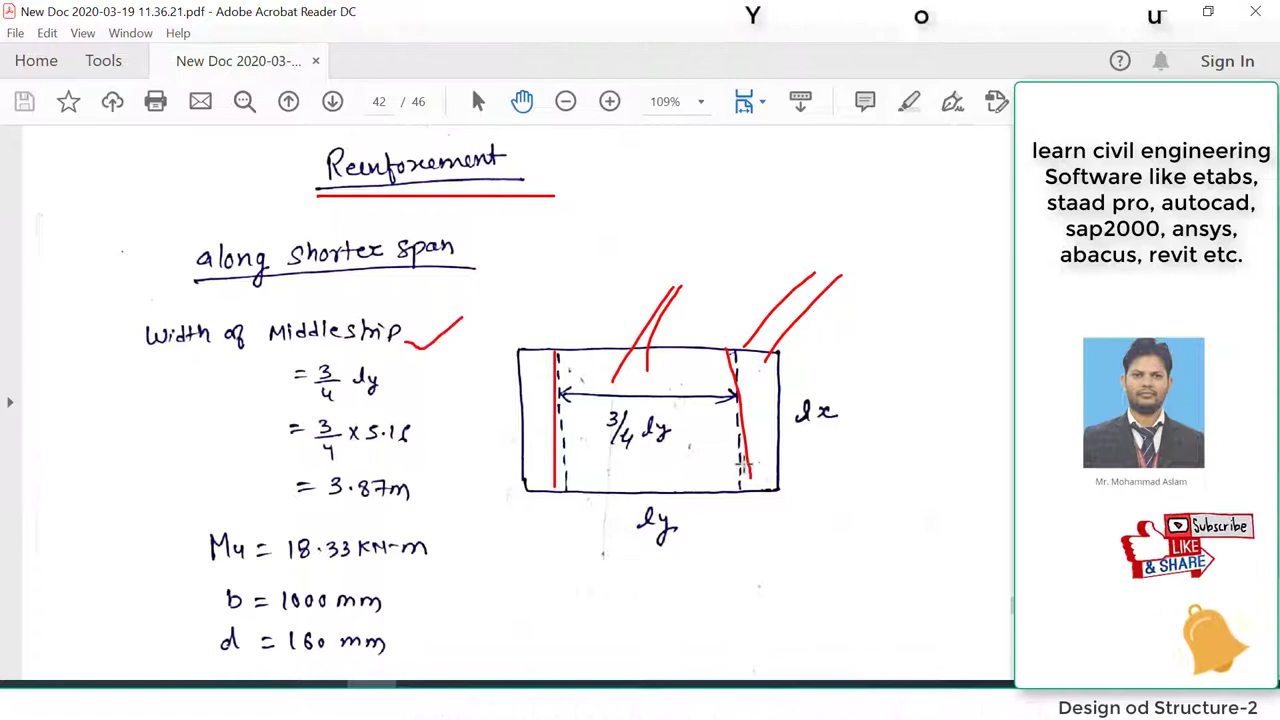 New Doc 2020-03-19 11.36.21.pdf - Adobe Acrobat Reader DC
Y o u
File Edit View Window Help
Home Tools New Doc 2020-03-... × Sign In
42 / 46 109%
Reinforcement
along shorter span
Width of Middle strip
= 3/4 ly
= 3/4 × 5.16
= 3.87m
Mu = 18.33 KN-m
b = 1000 mm
d = 160 mm
3/4 ly
lx
ly
learn civil engineering
Software like etabs,
staad pro, autocad,
sap2000, ansys,
abacus, revit etc.
Mr. Mohammad Aslam
Subscribe
LIKE
& SHARE
Design od Structure-2